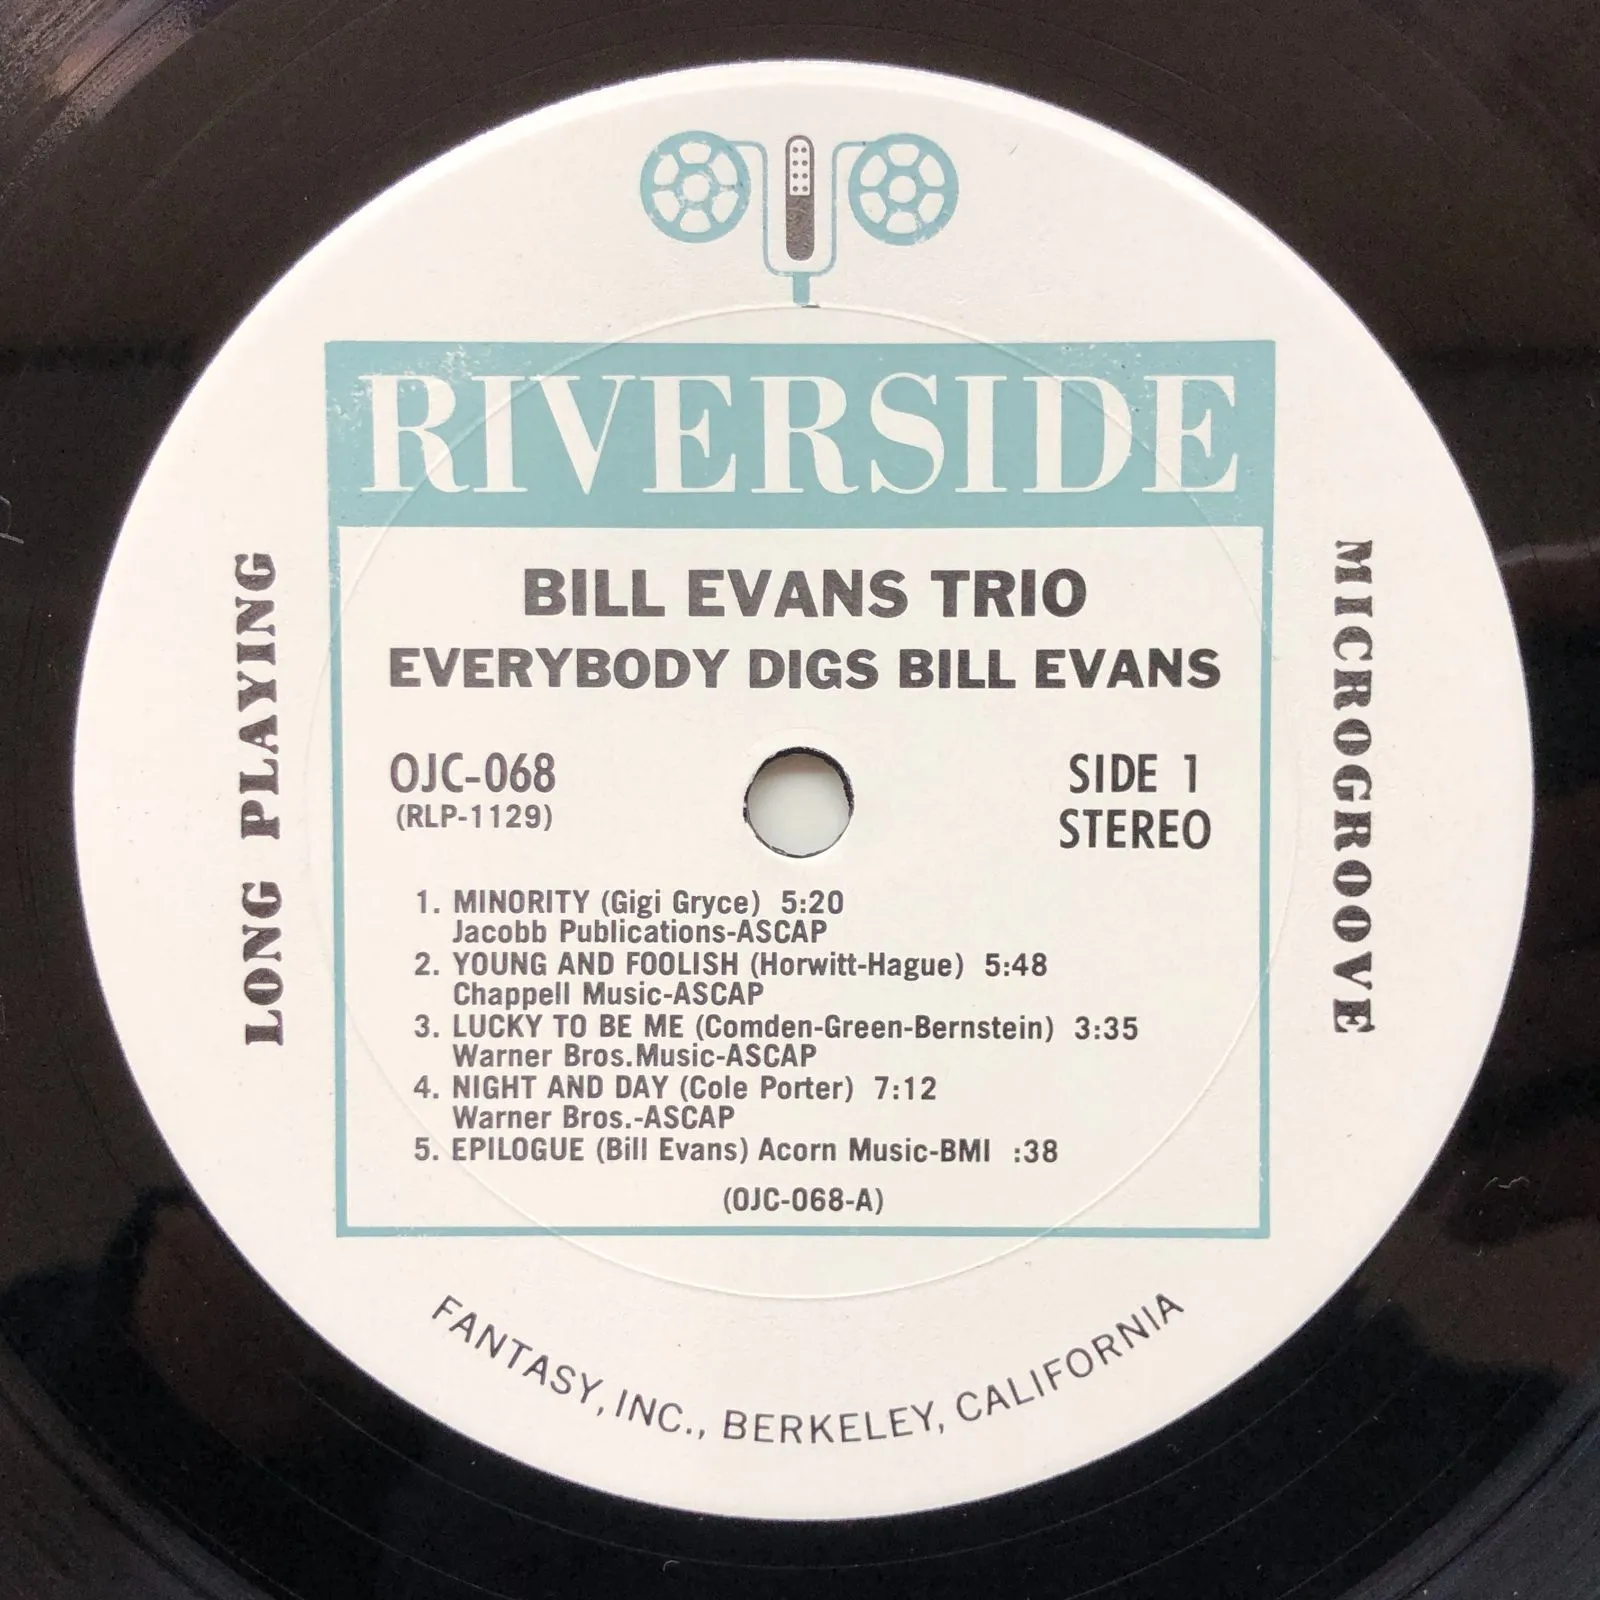 RIVERSIDE
BILL EVANS TRIO
EVERYBODY DIGS BILL EVANS
OJC-068
(RLP-1129)
SIDE 1
STEREO
1. MINORITY (Gigi Gryce) 5:20
Jacobb Publications-ASCAP
2. YOUNG AND FOOLISH (Horwitt-Hague) 5:48
Chappell Music-ASCAP
3. LUCKY TO BE ME (Comden-Green-Bernstein) 3:35
Warner Bros.Music-ASCAP
4. NIGHT AND DAY (Cole Porter) 7:12
Warner Bros.-ASCAP
5. EPILOGUE (Bill Evans) Acorn Music-BMI :38
(OJC-068-A)
LONG PLAYING
MICROGROOVE
FANTASY, INC., BERKELEY, CALIFORNIA